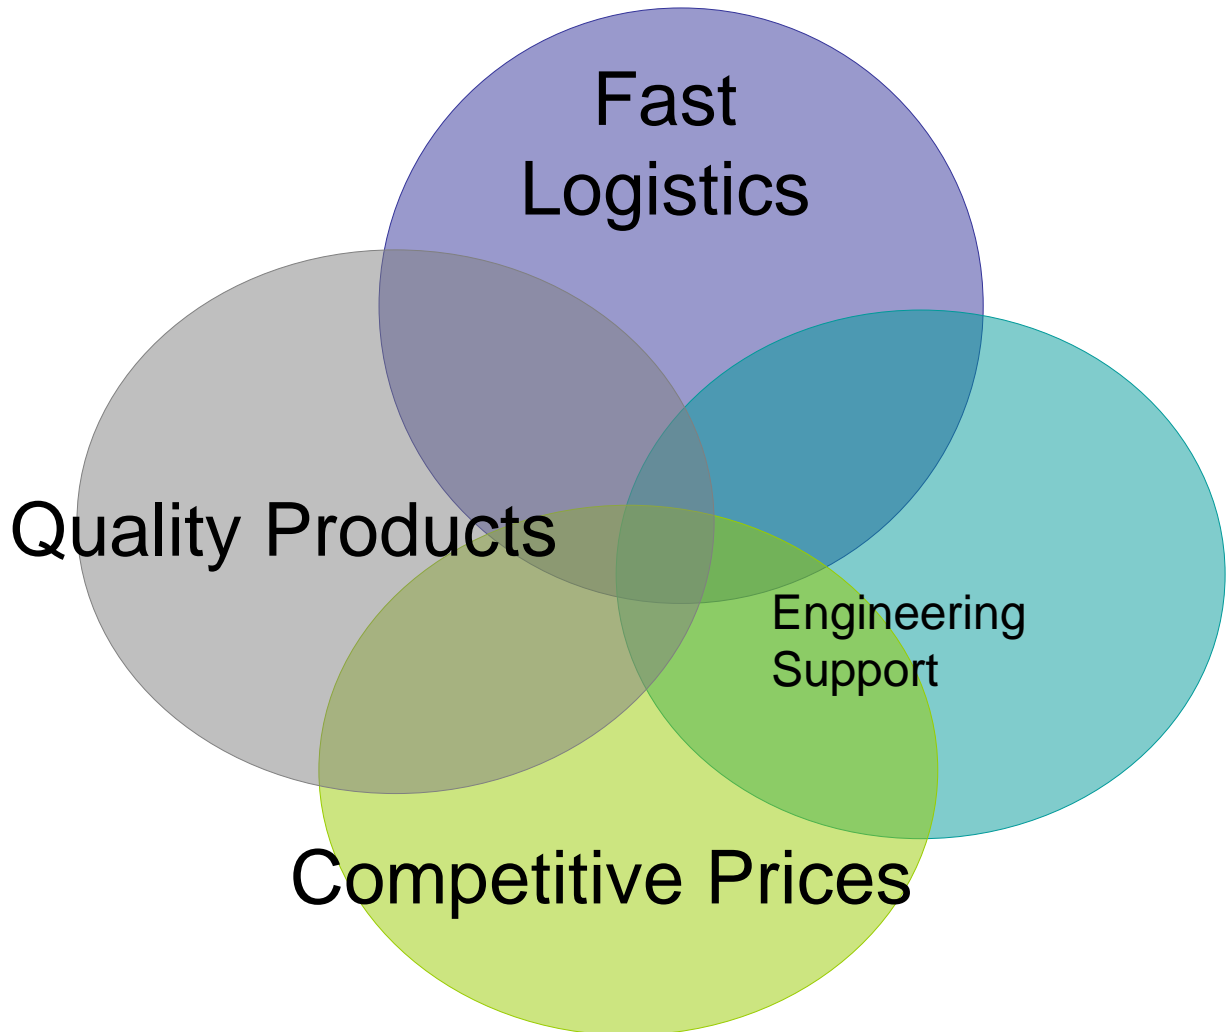 Fast
Logistics
Quality Products
Engineering
Support
Competitive Prices